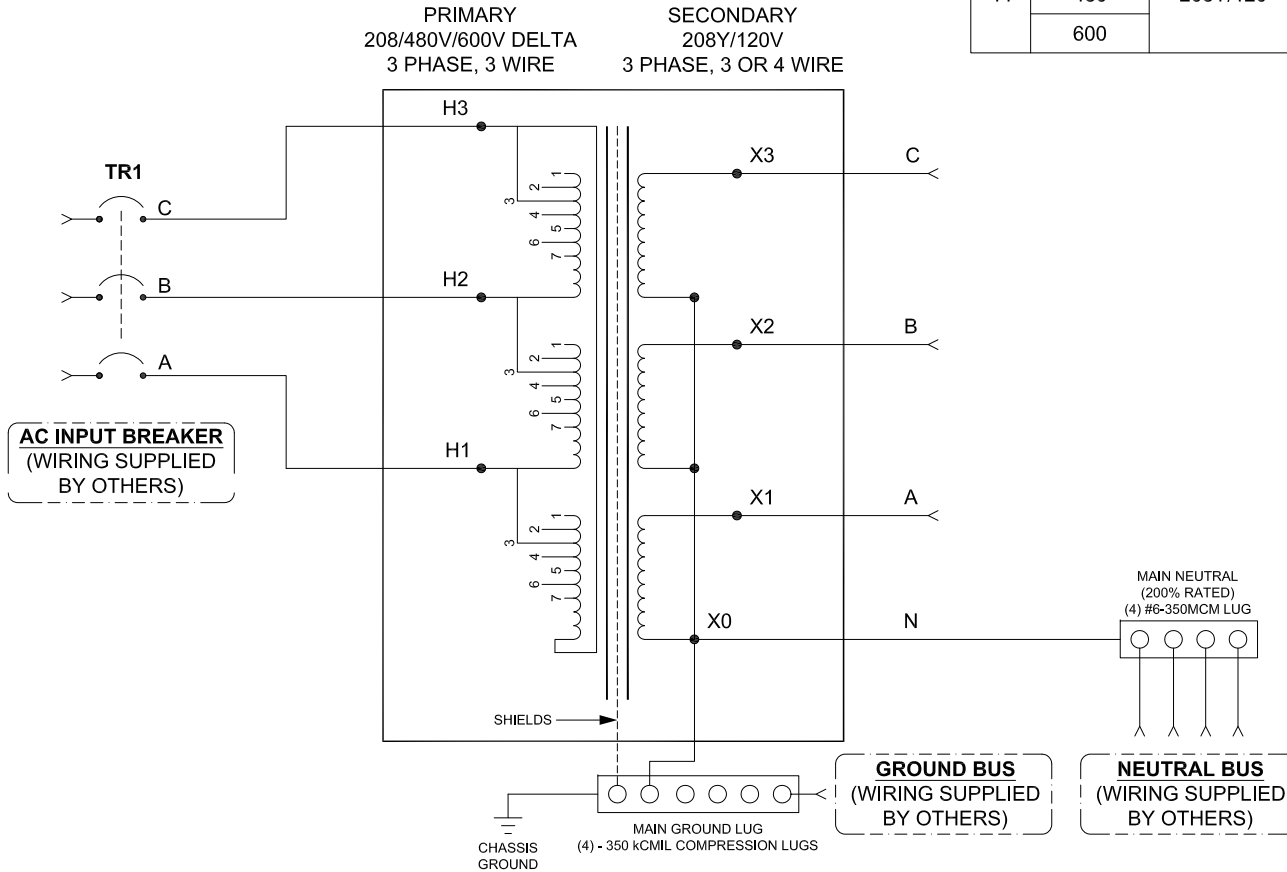 PRIMARY
208/480V/600V DELTA
3 PHASE, 3 WIRE
SECONDARY
208Y/120V
3 PHASE, 3 OR 4 WIRE
600
TR1
C
B
A
AC INPUT BREAKER
(WIRING SUPPLIED
BY OTHERS)
H3
1
2
3
4
5
6
7
H2
1
2
3
4
5
6
7
H1
1
2
3
4
5
6
7
X3
C
X2
B
X1
A
X0
N
MAIN NEUTRAL
(200% RATED)
(4) #6-350MCM LUG
SHIELDS
CHASSIS
GROUND
MAIN GROUND LUG
(4) - 350 kCMIL COMPRESSION LUGS
GROUND BUS
(WIRING SUPPLIED
BY OTHERS)
NEUTRAL BUS
(WIRING SUPPLIED
BY OTHERS)